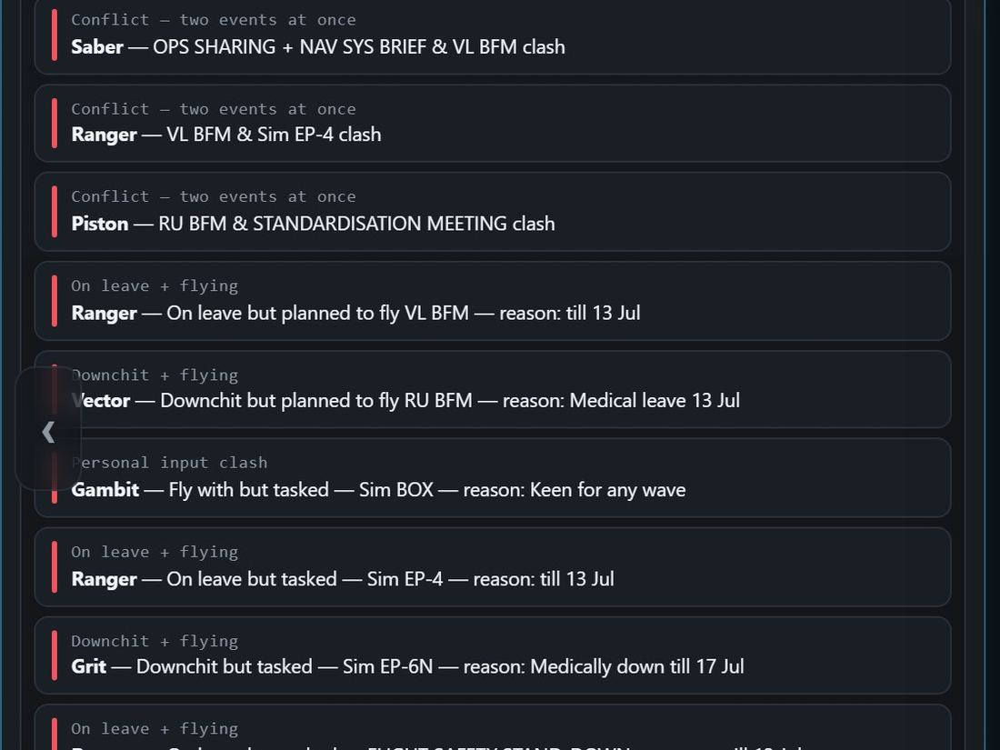 Conflict — two events at once
Saber — OPS SHARING + NAV SYS BRIEF & VL BFM clash
Conflict — two events at once
Ranger — VL BFM & Sim EP-4 clash
Conflict — two events at once
Piston — RU BFM & STANDARDISATION MEETING clash
On leave + flying
Ranger — On leave but planned to fly VL BFM — reason: till 13 Jul
Downchit + flying
Vector — Downchit but planned to fly RU BFM — reason: Medical leave 13 Jul
Personal input clash
Gambit — Fly with but tasked — Sim BOX — reason: Keen for any wave
On leave + flying
Ranger — On leave but tasked — Sim EP-4 — reason: till 13 Jul
Downchit + flying
Grit — Downchit but tasked — Sim EP-6N — reason: Medically down till 17 Jul
On leave + flying